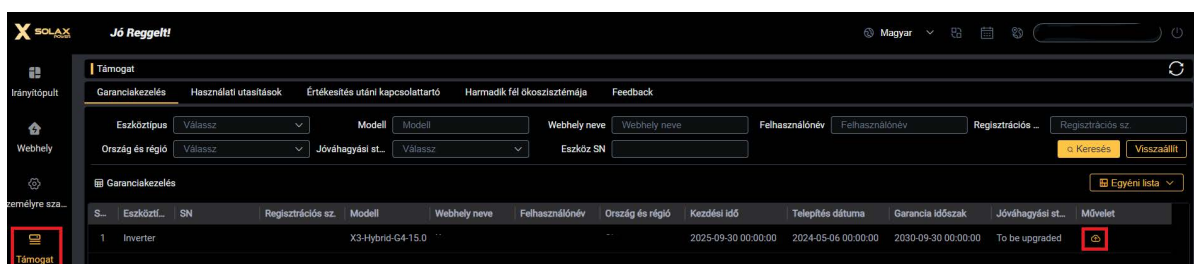 SOLAX POWER Jó Reggelt! Magyar
Irányítópult
Webhely
zemélyre sza...
Támogat
Támogat
Garanciakezelés Használati utasítások Értékesítés utáni kapcsolattartó Harmadik fél ökoszisztémája Feedback
Eszköztípus Válassz Modell Modell Webhely neve Webhely neve Felhasználónév Felhasználónév Regisztrációs ... Regisztrációs sz.
Ország és régió Válassz Jóváhagyási st... Válassz Eszköz SN Keresés Visszaállít
Garanciakezelés Egyéni lista
S... Eszköztí... SN Regisztrációs sz. Modell Webhely neve Felhasználónév Ország és régió Kezdési idő Telepítés dátuma Garancia időszak Jóváhagyási st... Művelet
1 Inverter X3-Hybrid-G4-15.0 2025-09-30 00:00:00 2024-05-06 00:00:00 2030-09-30 00:00:00 To be upgraded